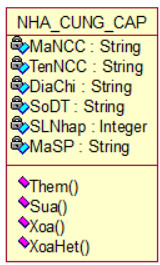 NHA_CUNG_CAP
MaNCC : String
TenNCC : String
DiaChi : String
SoDT : String
SLNhap : Integer
MaSP : String
Them()
Sua()
Xoa()
XoaHet()